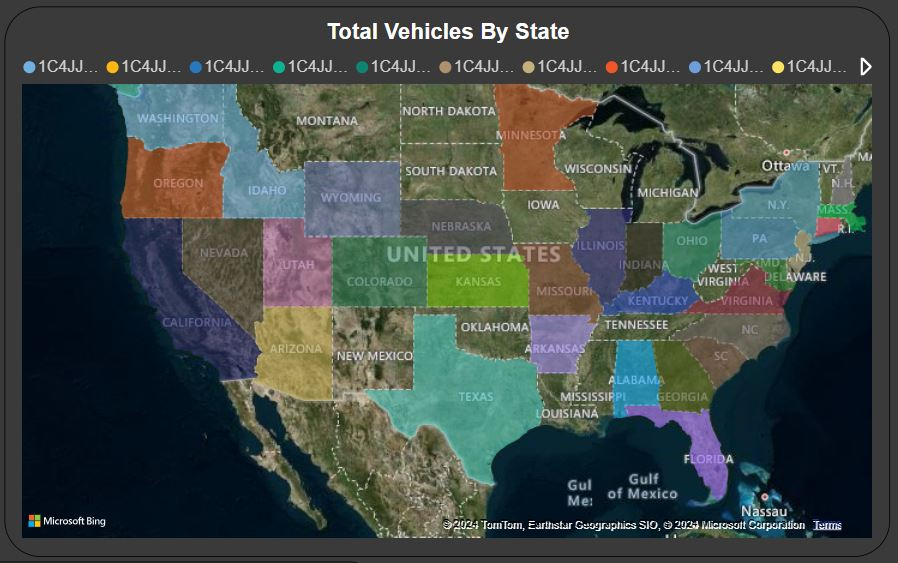 Total Vehicles By State
1C4JJ... 1C4JJ... 1C4JJ... 1C4JJ... 1C4JJ... 1C4JJ... 1C4JJ... 1C4JJ... 1C4JJ... 1C4JJ...
WASHINGTON
MONTANA
NORTH DAKOTA
MINNESOTA
Ottawa
VT.
MA
OREGON
IDAHO
SOUTH DAKOTA
WISCONSIN
MICHIGAN
N.H.
WYOMING
IOWA
N.Y.
MASS.
R.I.
NEBRASKA
NEVADA
UNITED STATES
ILLINOIS
INDIANA
OHIO
PA
N.J.
UTAH
COLORADO
KANSAS
MISSOURI
WEST
VIRGINIA
MD
DELAWARE
KENTUCKY
VIRGINIA
CALIFORNIA
ARIZONA
NEW MEXICO
OKLAHOMA
ARKANSAS
TENNESSEE
NC
SC
TEXAS
ALABAMA
MISSISSIPPI
GEORGIA
LOUISIANA
FLORIDA
Gul
Me:
Gulf
of Mexico
Nassau
Microsoft Bing
© 2024 TomTom, Earthstar Geographics SIO, © 2024 Microsoft Corporation Terms